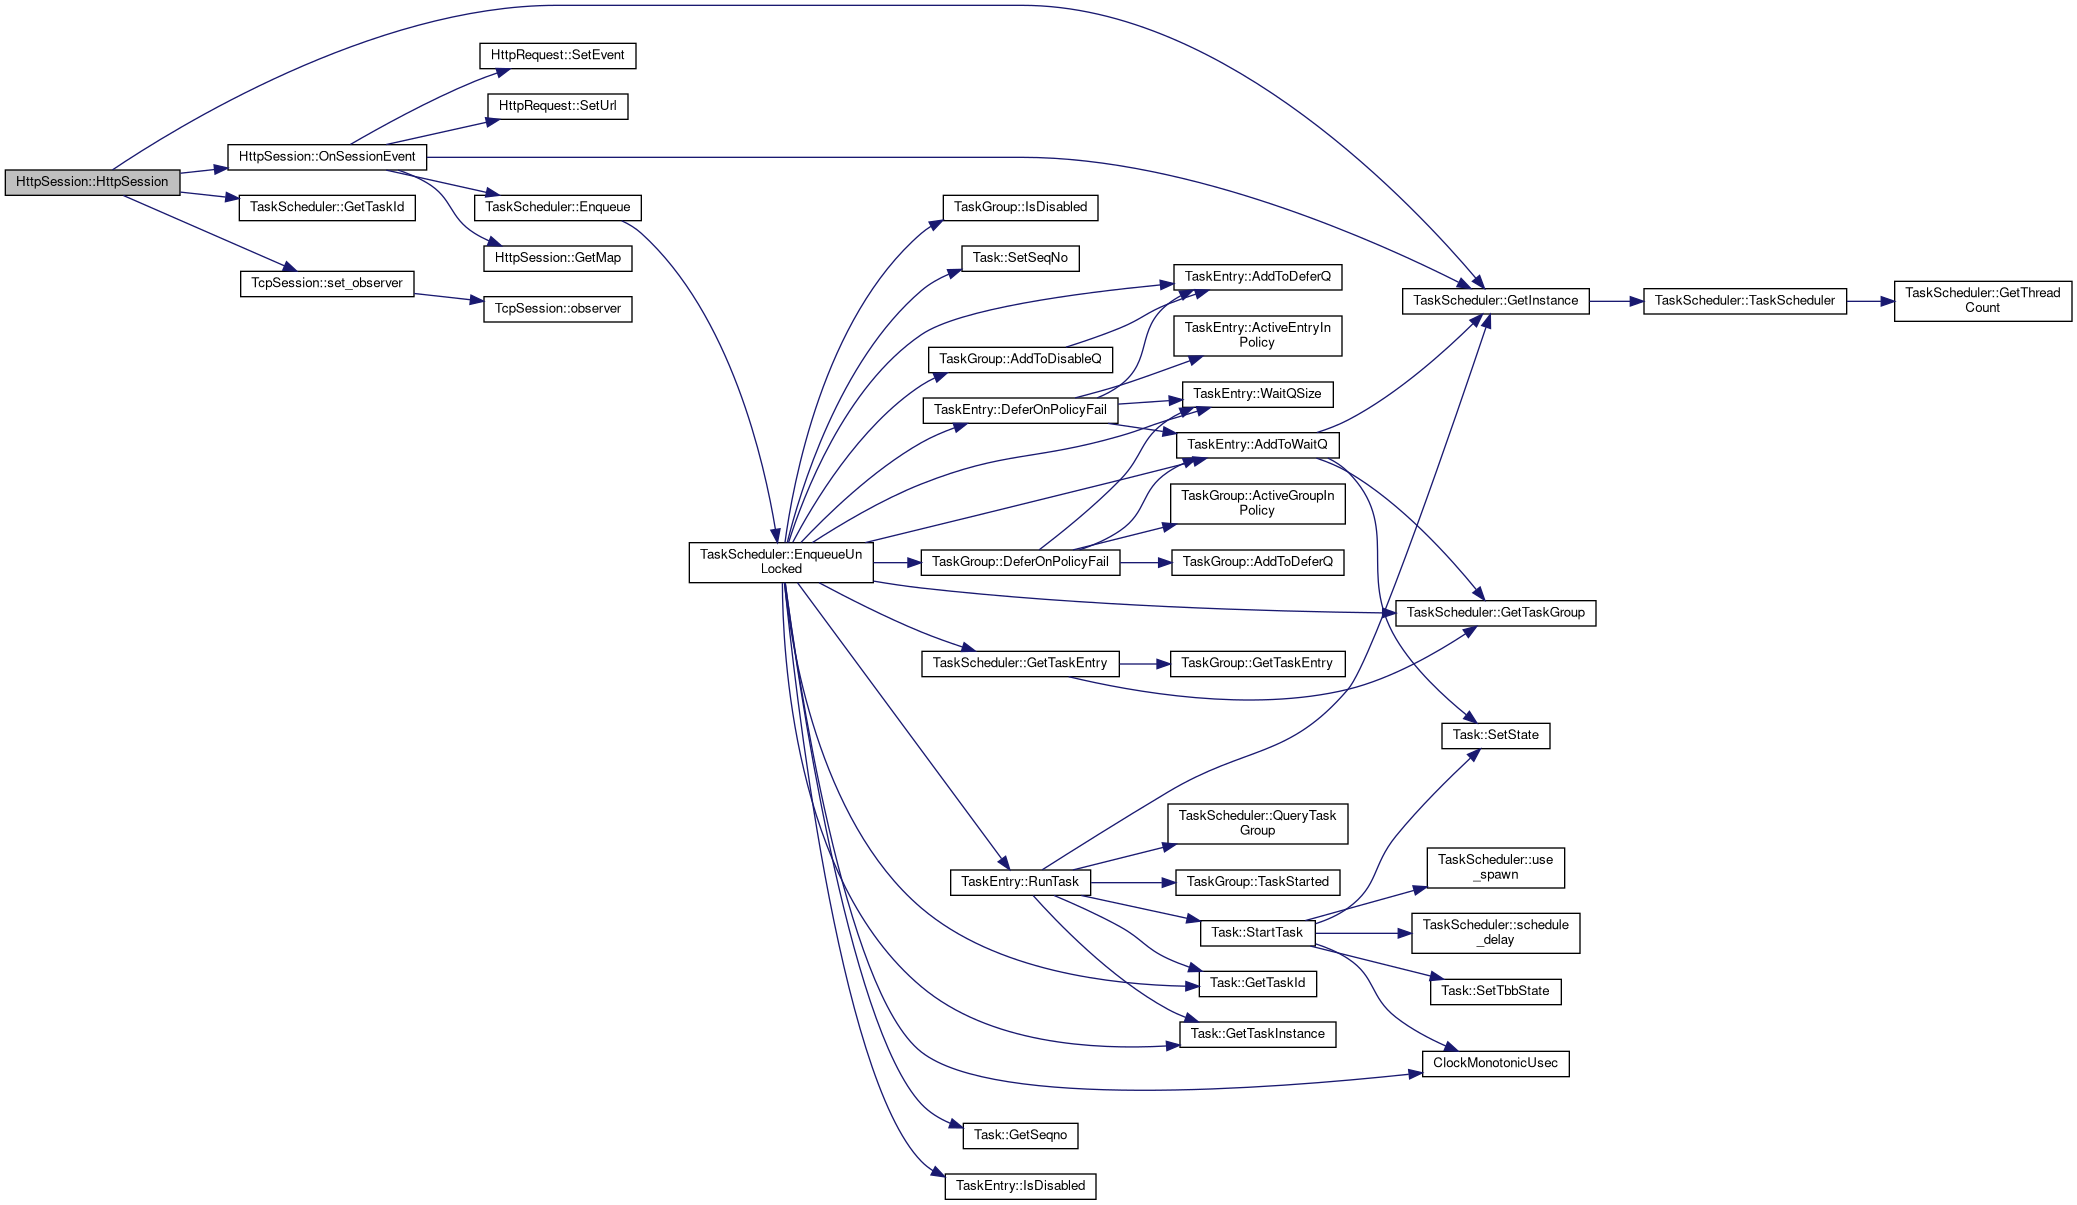 HttpSession::HttpSession
HttpSession::OnSessionEvent
TaskScheduler::GetTaskId
TcpSession::set_observer
HttpRequest::SetEvent
HttpRequest::SetUrl
TaskScheduler::Enqueue
HttpSession::GetMap
TcpSession::observer
TaskScheduler::EnqueueUn
Locked
TaskGroup::IsDisabled
Task::SetSeqNo
TaskGroup::AddToDisableQ
TaskEntry::DeferOnPolicyFail
TaskGroup::DeferOnPolicyFail
TaskScheduler::GetTaskEntry
TaskEntry::RunTask
Task::GetSeqno
TaskEntry::IsDisabled
TaskEntry::AddToDeferQ
TaskEntry::ActiveEntryIn
Policy
TaskEntry::WaitQSize
TaskEntry::AddToWaitQ
TaskGroup::ActiveGroupIn
Policy
TaskGroup::AddToDeferQ
TaskGroup::GetTaskEntry
TaskScheduler::QueryTask
Group
TaskGroup::TaskStarted
Task::StartTask
Task::GetTaskId
Task::GetTaskInstance
TaskScheduler::GetInstance
TaskScheduler::GetTaskGroup
Task::SetState
TaskScheduler::use
_spawn
TaskScheduler::schedule
_delay
Task::SetTbbState
ClockMonotonicUsec
TaskScheduler::TaskScheduler
TaskScheduler::GetThread
Count